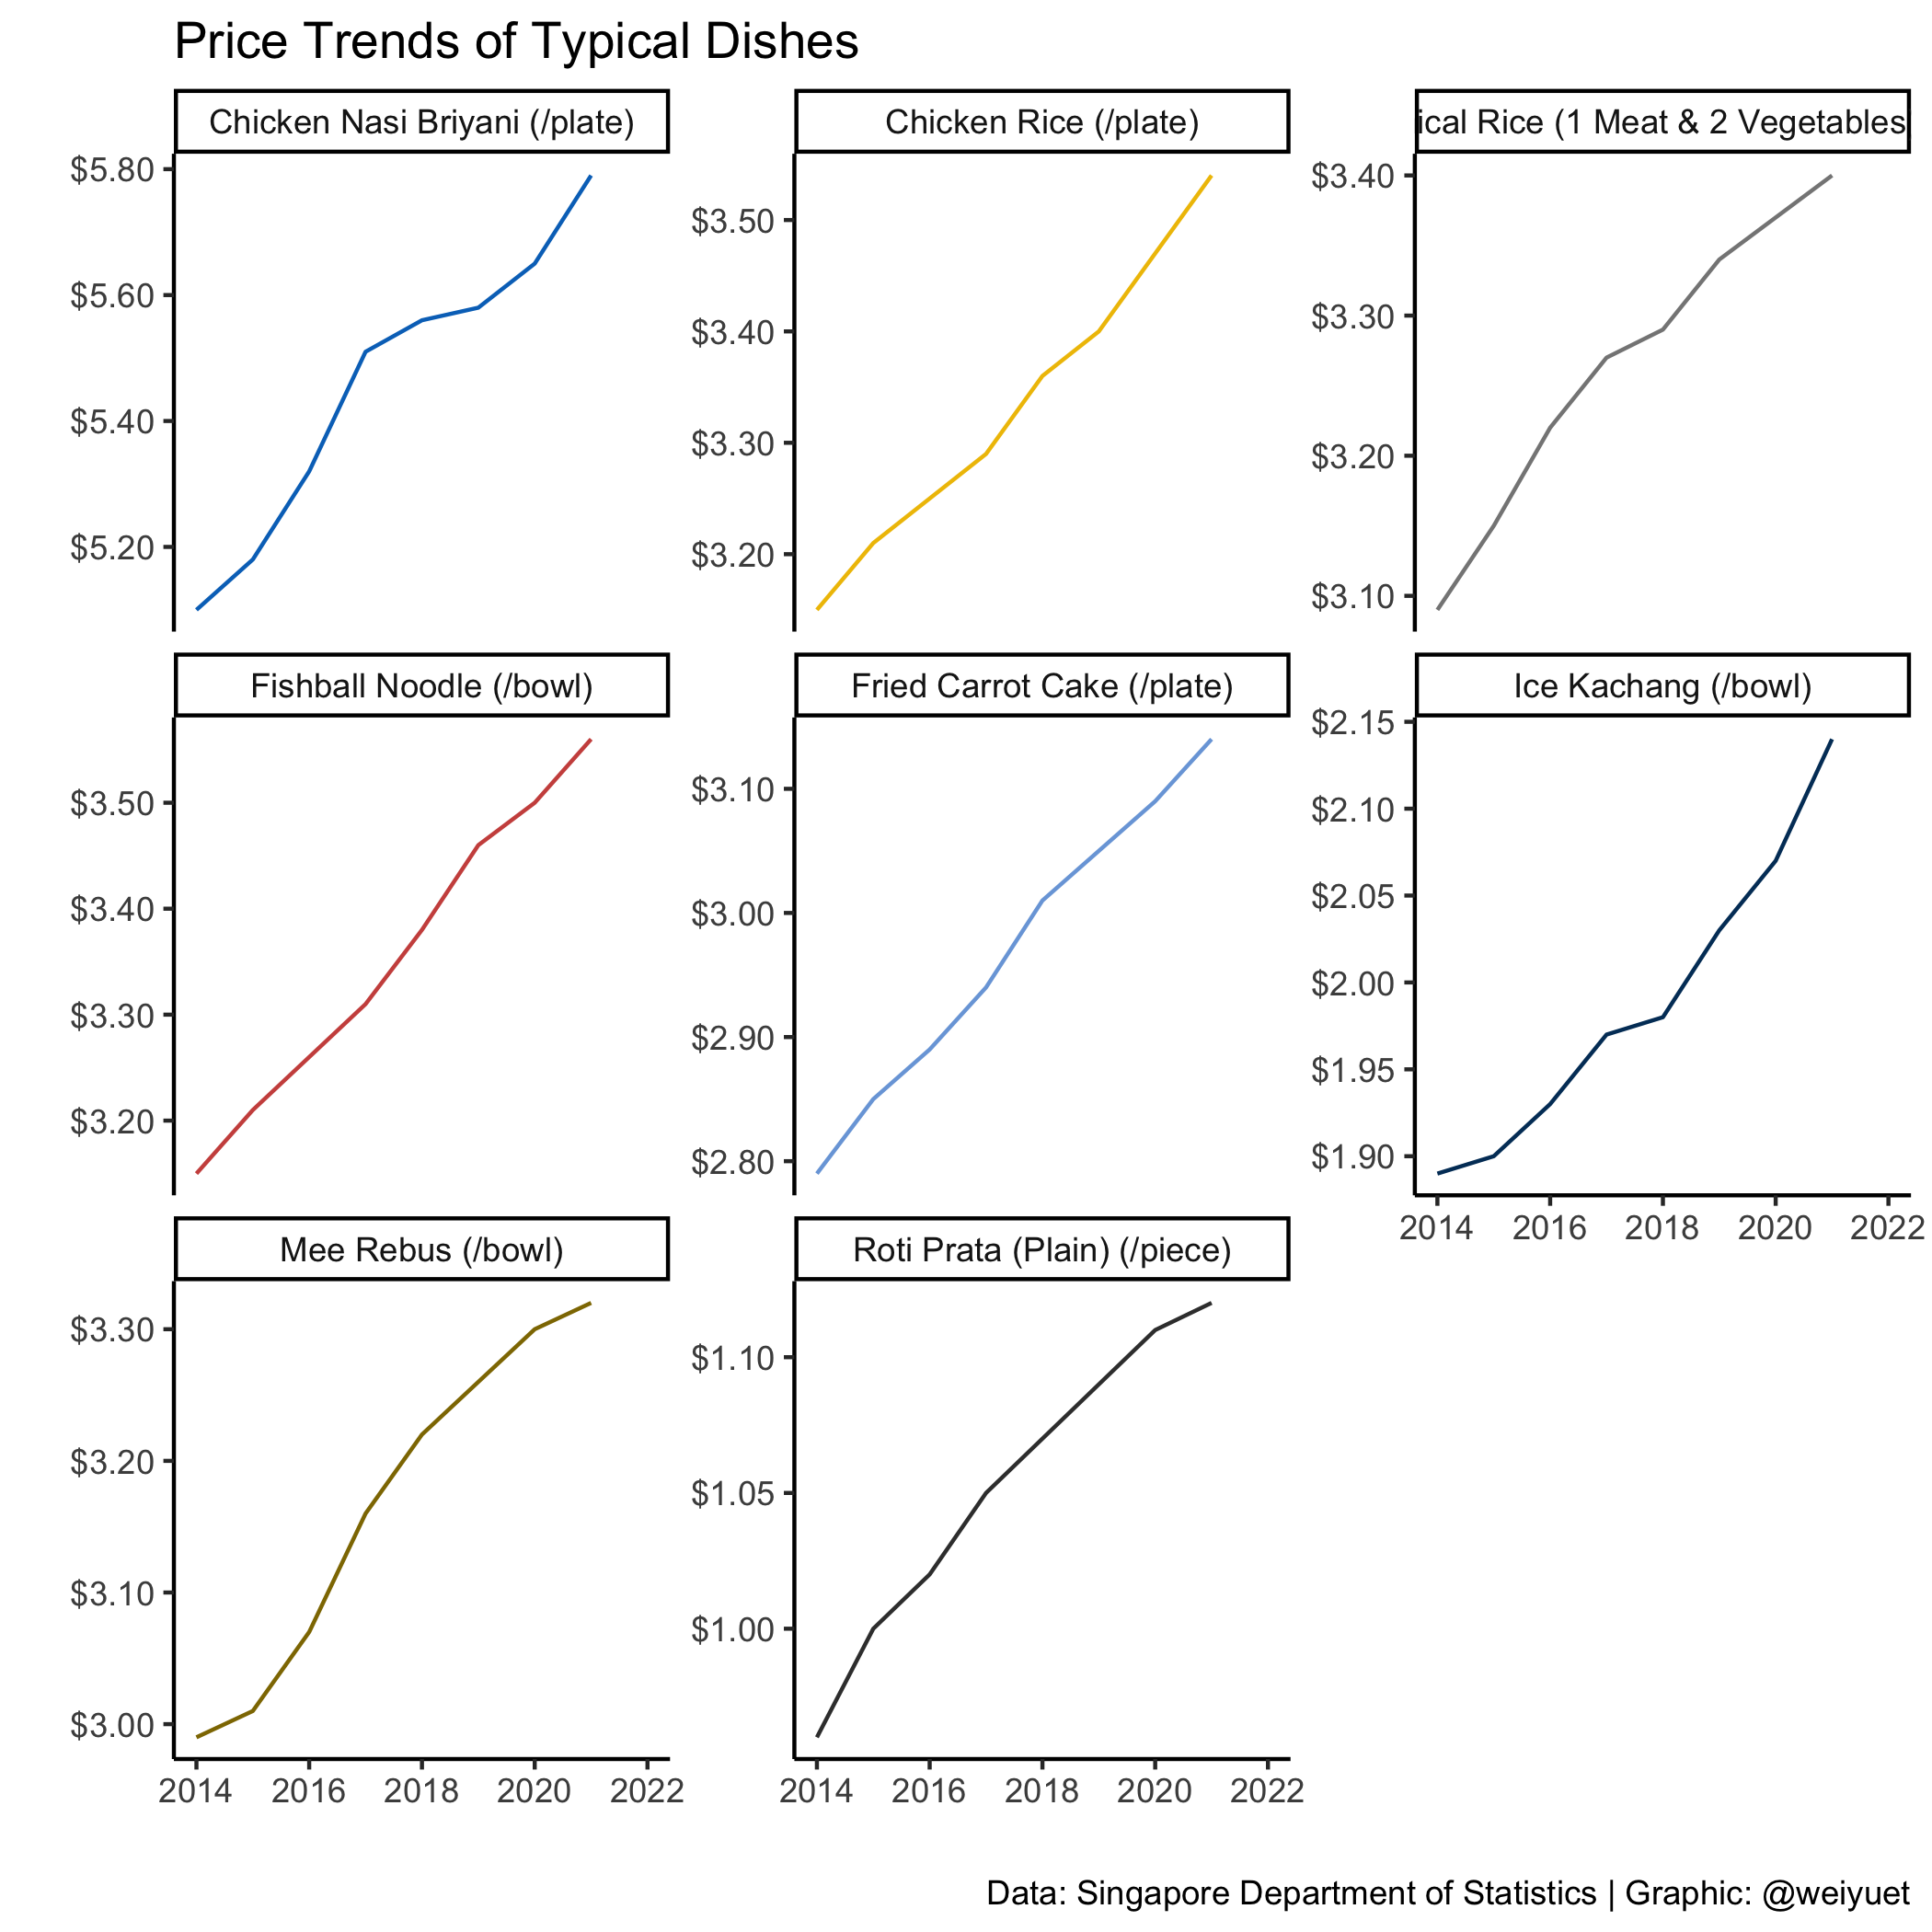 Price Trends of Typical Dishes
Chicken Nasi Briyani (/plate)
Chicken Rice (/plate)
ical Rice (1 Meat & 2 Vegetables
$5.80
$5.60
$5.40
$5.20
$3.50
$3.40
$3.30
$3.20
$3.40
$3.30
$3.20
$3.10
Fishball Noodle (/bowl)
Fried Carrot Cake (/plate)
Ice Kachang (/bowl)
$3.50
$3.40
$3.30
$3.20
$3.10
$3.00
$2.90
$2.80
$2.15
$2.10
$2.05
$2.00
$1.95
$1.90
2014 2016 2018 2020 2022
Mee Rebus (/bowl)
Roti Prata (Plain) (/piece)
$3.30
$3.20
$3.10
$3.00
$1.10
$1.05
$1.00
2014 2016 2018 2020 2022
2014 2016 2018 2020 2022
Data: Singapore Department of Statistics | Graphic: @weiyuet